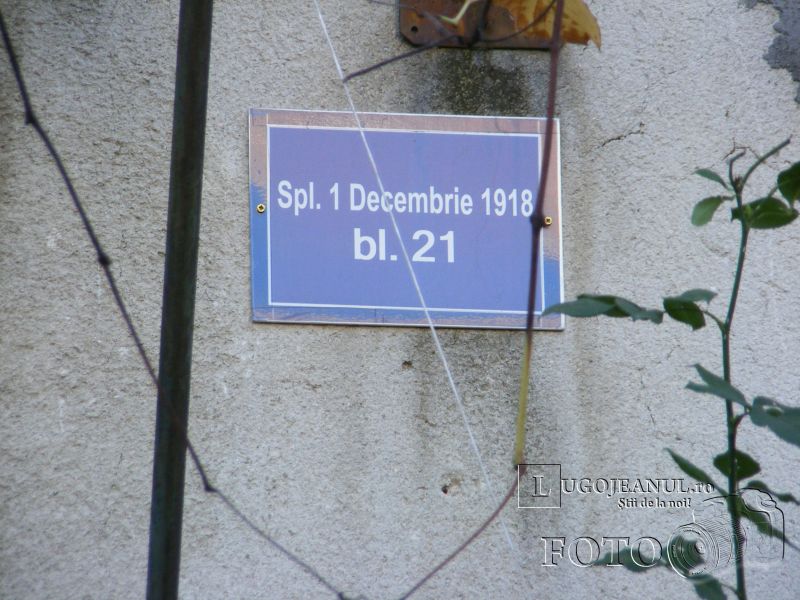 Spl. 1 Decembrie 1918
bl. 21
LUGOJEANUL.ro
Știi de la noi!
FOTO